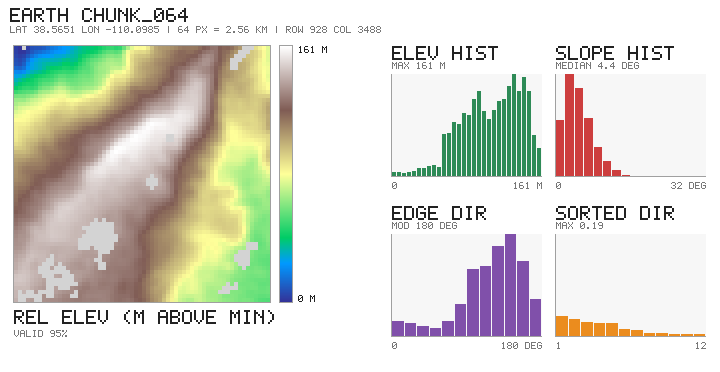 EARTH CHUNK_064
LAT 38.5651 LON -110.0985 | 64 PX = 2.56 KM | ROW 928 COL 3488
161 M
0 M
REL ELEV (M ABOVE MIN)
VALID 95%
ELEV HIST
MAX 161 M
0 161 M
SLOPE HIST
MEDIAN 4.4 DEG
0 32 DEG
EDGE DIR
MOD 180 DEG
0 180 DEG
SORTED DIR
MAX 0.19
1 12